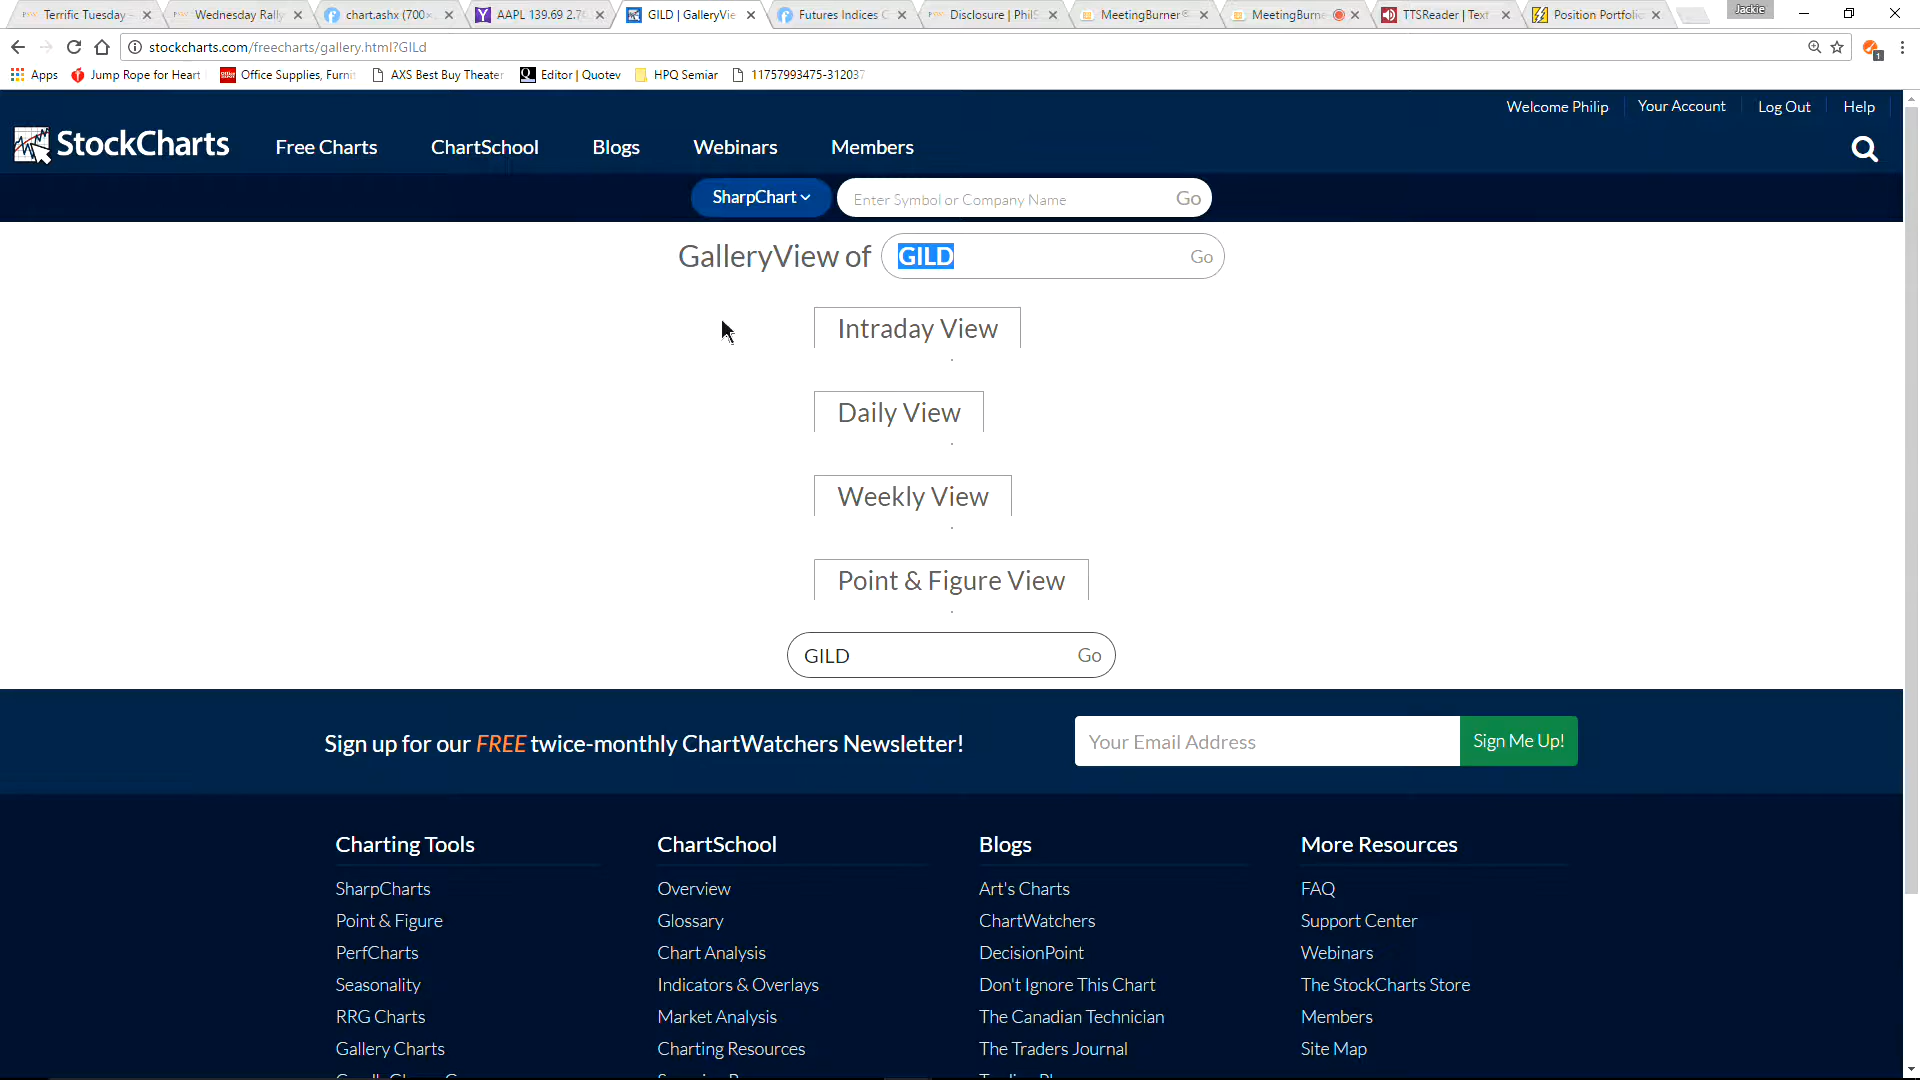 Terrific Tuesday -
Wednesday Rally
chart.ashx (700×
AAPL 139.69 2.7
GILD | GalleryVie
Futures Indices C
Disclosure | PhilS
MeetingBurner®
MeetingBurne
TTSReader | Text
Position Portfolio
Jackie
stockcharts.com/freecharts/gallery.html?GILd
1
Apps
Jump Rope for Heart
Office Supplies, Furni
AXS Best Buy Theater
Editor | Quotev
HPQ Semiar
11757993475-312037
Welcome Philip
Your Account
Log Out
Help
StockCharts
Free Charts
ChartSchool
Blogs
Webinars
Members
SharpChart
Enter Symbol or Company Name
Go
GalleryView of
GILD
Go
Intraday View
Daily View
Weekly View
Point & Figure View
GILD
Go
Sign up for our FREE twice-monthly ChartWatchers Newsletter!
Your Email Address
Sign Me Up!
Charting Tools
SharpCharts
Point & Figure
PerfCharts
Seasonality
RRG Charts
Gallery Charts
ChartSchool
Overview
Glossary
Chart Analysis
Indicators & Overlays
Market Analysis
Charting Resources
Blogs
Art's Charts
ChartWatchers
DecisionPoint
Don't Ignore This Chart
The Canadian Technician
The Traders Journal
More Resources
FAQ
Support Center
Webinars
The StockCharts Store
Members
Site Map